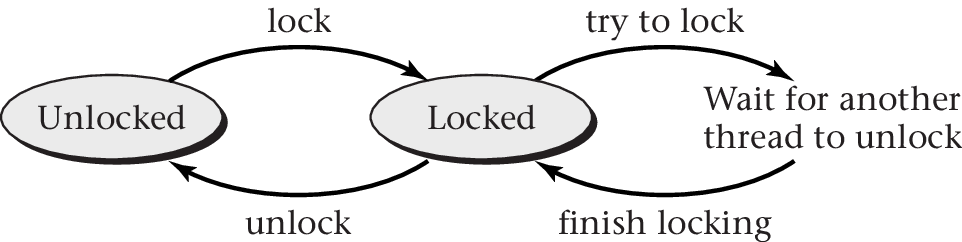 lock
try to lock
Unlocked
Locked
Wait for another
thread to unlock
unlock
finish locking